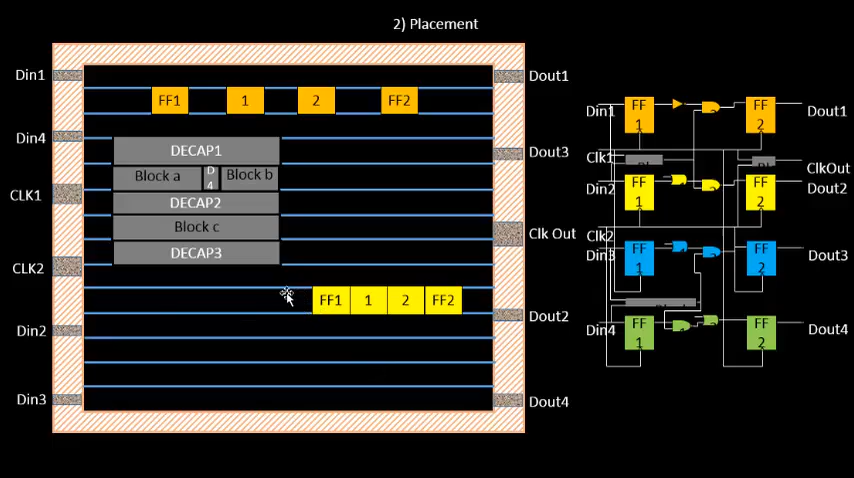 2) Placement
Din1
Dout1
FF1
1
2
FF2
Din4
Dout3
DECAP1
Block a
D
4
Block b
CLK1
DECAP2
Block c
Clk Out
DECAP3
CLK2
FF1
1
2
FF2
Dout2
Din2
Din3
Dout4
Din1
FF
1
FF
2
Dout1
Clk1
ClkOut
Din2
FF
1
FF
2
Dout2
Clk2
Din3
FF
1
FF
2
Dout3
Din4
FF
1
FF
2
Dout4